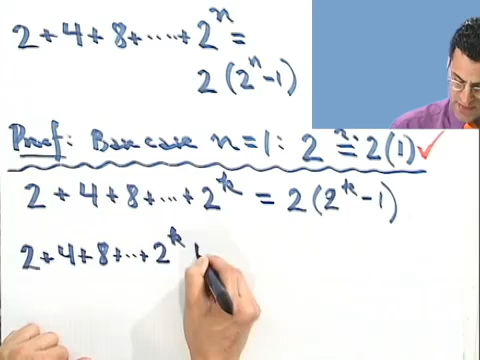 2 + 4 + 8 + ..... + 2^n =
2 (2^n - 1)
Proof: Base case n = 1: 2 ?= 2(1) ✓
2 + 4 + 8 + ... + 2^k = 2 (2^k - 1)
2 + 4 + 8 + ... + 2^k